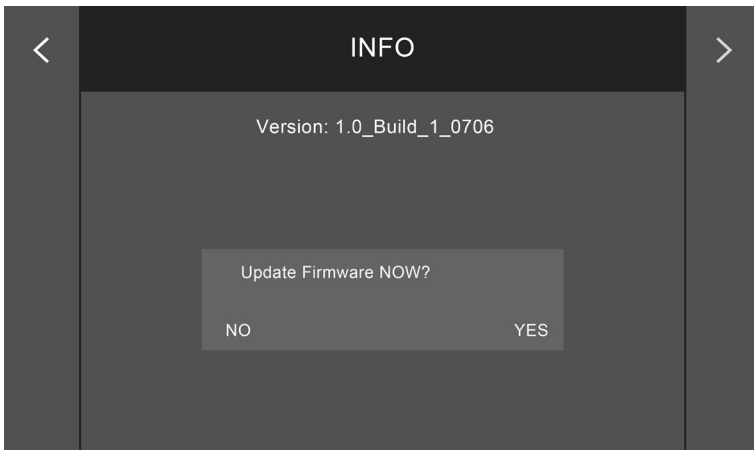 INFO
Version: 1.0_Build_1_0706
Update Firmware NOW?
NO YES